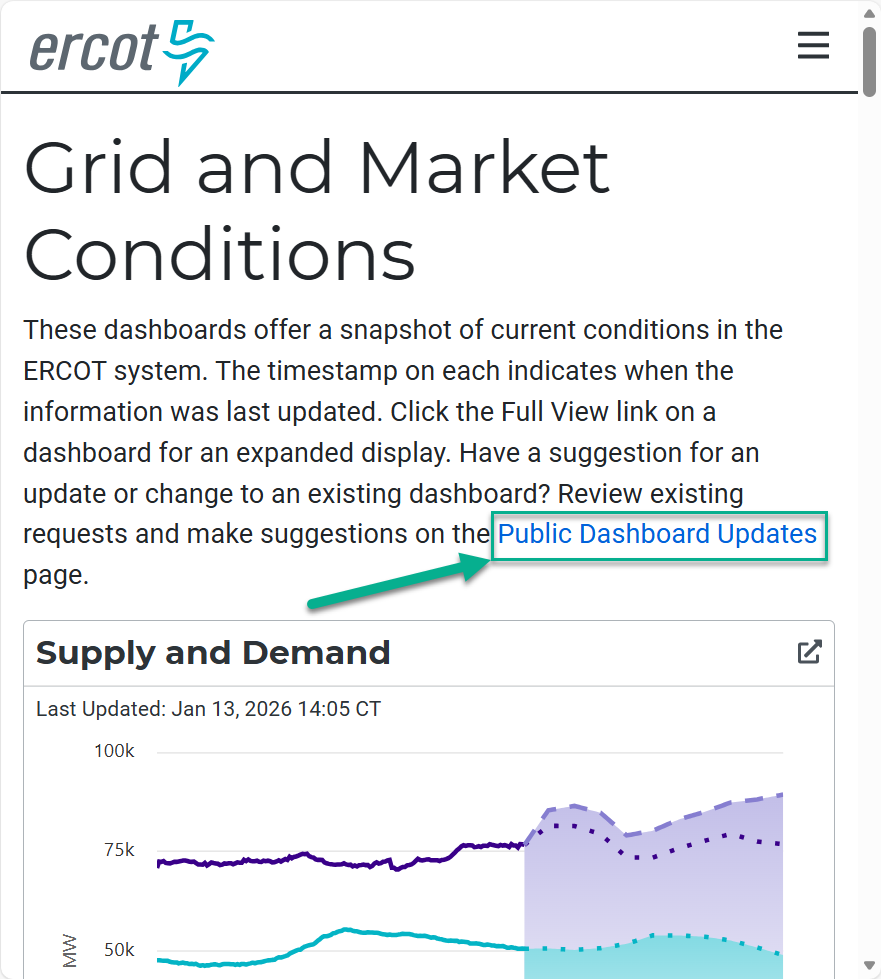 ercot
Grid and Market
Conditions
These dashboards offer a snapshot of current conditions in the
ERCOT system. The timestamp on each indicates when the
information was last updated. Click the Full View link on a
dashboard for an expanded display. Have a suggestion for an
update or change to an existing dashboard? Review existing
requests and make suggestions on the Public Dashboard Updates
page.
Supply and Demand
Last Updated: Jan 13, 2026 14:05 CT
100k
75k
50k
MW